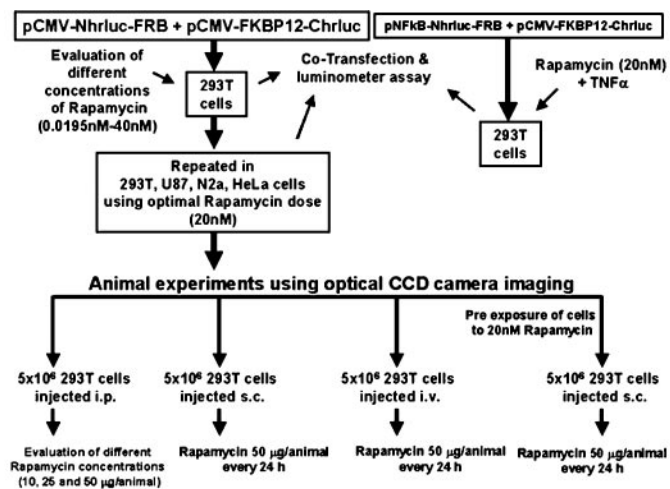 pCMV-Nhrluc-FRB + pCMV-FKBP12-Chrluc
pNFkB-Nhrluc-FRB + pCMV-FKBP12-Chrluc
Evaluation of
different
concentrations
of Rapamycin
(0.0195nM-40nM)
293T
cells
Co-Transfection &
luminometer assay
Rapamycin (20nM)
+ TNFα
293T
cells
Repeated in
293T, U87, N2a, HeLa cells
using optimal Rapamycin dose
(20nM)
Animal experiments using optical CCD camera imaging
Pre exposure of cells
to 20nM Rapamycin
5x10⁶ 293T cells
injected i.p.
5x10⁶ 293T cells
injected s.c.
5x10⁶ 293T cells
injected i.v.
5x10⁶ 293T cells
injected s.c.
Evaluation of different
Rapamycin concentrations
(10, 25 and 50 µg/animal)
Rapamycin 50 µg/animal
every 24 h
Rapamycin 50 µg/animal
every 24 h
Rapamycin 50 µg/animal
every 24 h